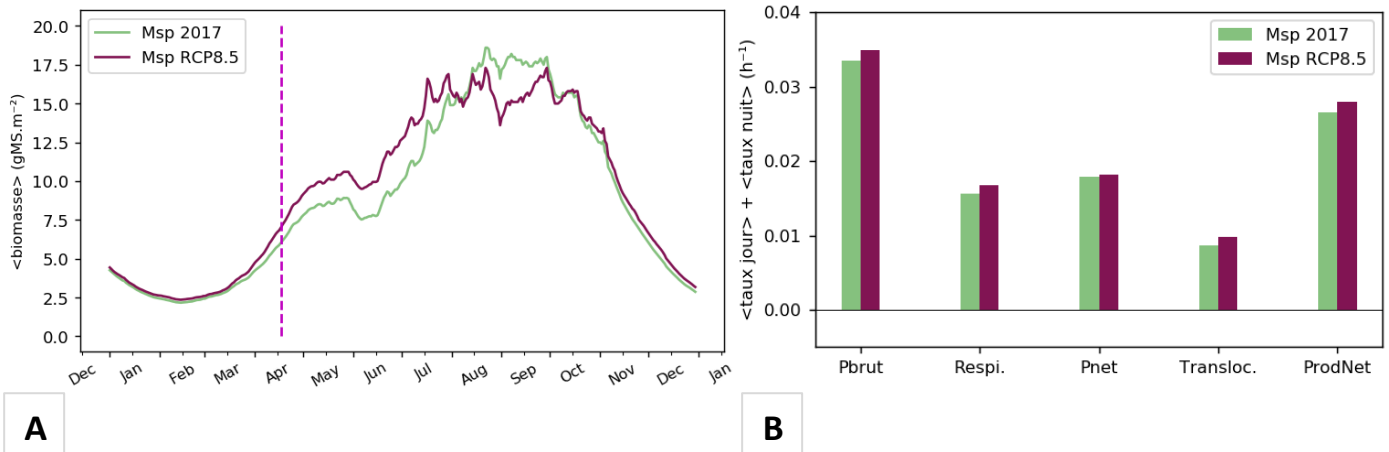 20.0
17.5
15.0
12.5
10.0
7.5
5.0
2.5
0.0
<biomasse> (gMS.m⁻²)
Msp 2017
Msp RCP8.5
Dec Jan Feb Mar Apr May Jun Jul Aug Sep Oct Nov Dec Jan
A
0.04
0.03
0.02
0.01
0.00
<taux jour> + <taux nuit> (h⁻¹)
Msp 2017
Msp RCP8.5
Pbrut Respi. Pnet Transloc. ProdNet
B